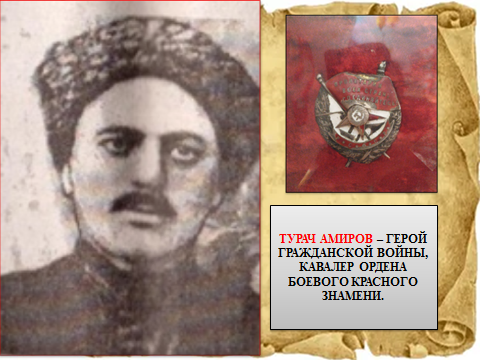 ТУРАЧ АМИРОВ – ГЕРОЙ
ГРАЖДАНСКОЙ ВОЙНЫ,
КАВАЛЕР ОРДЕНА
БОЕВОГО КРАСНОГО
ЗНАМЕНИ.